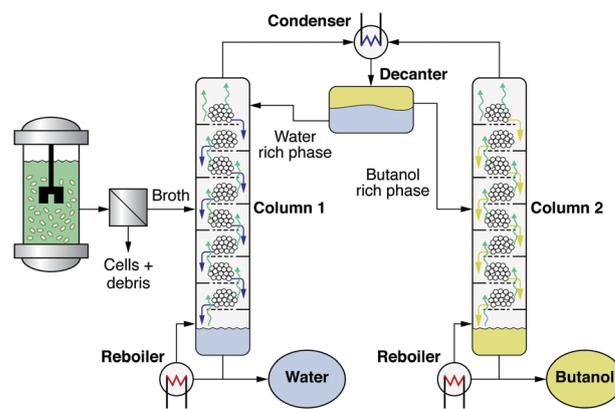 Condenser
Decanter
Water
rich phase
Butanol
rich phase
Broth
Column 1
Column 2
Cells +
debris
Reboiler
Water
Reboiler
Butanol